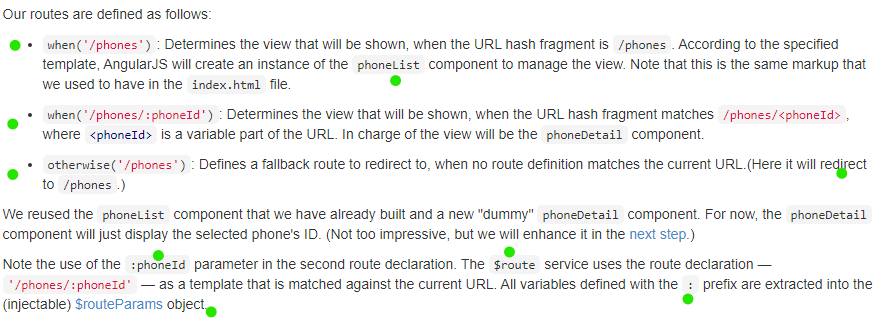 Our routes are defined as follows:
when('/phones') : Determines the view that will be shown, when the URL hash fragment is /phones . According to the specified
template, AngularJS will create an instance of the phoneList component to manage the view. Note that this is the same markup that
we used to have in the index.html file.
when('/phones/:phoneId') : Determines the view that will be shown, when the URL hash fragment matches /phones/<phoneId> ,
where <phoneId> is a variable part of the URL. In charge of the view will be the phoneDetail component.
otherwise('/phones') : Defines a fallback route to redirect to, when no route definition matches the current URL.(Here it will redirect
to /phones .)
We reused the phoneList component that we have already built and a new "dummy" phoneDetail component. For now, the phoneDetail
component will just display the selected phone's ID. (Not too impressive, but we will enhance it in the next step.)
Note the use of the :phoneId parameter in the second route declaration. The $route service uses the route declaration —
'/phones/:phoneId' — as a template that is matched against the current URL. All variables defined with the : prefix are extracted into the
(injectable) $routeParams object.